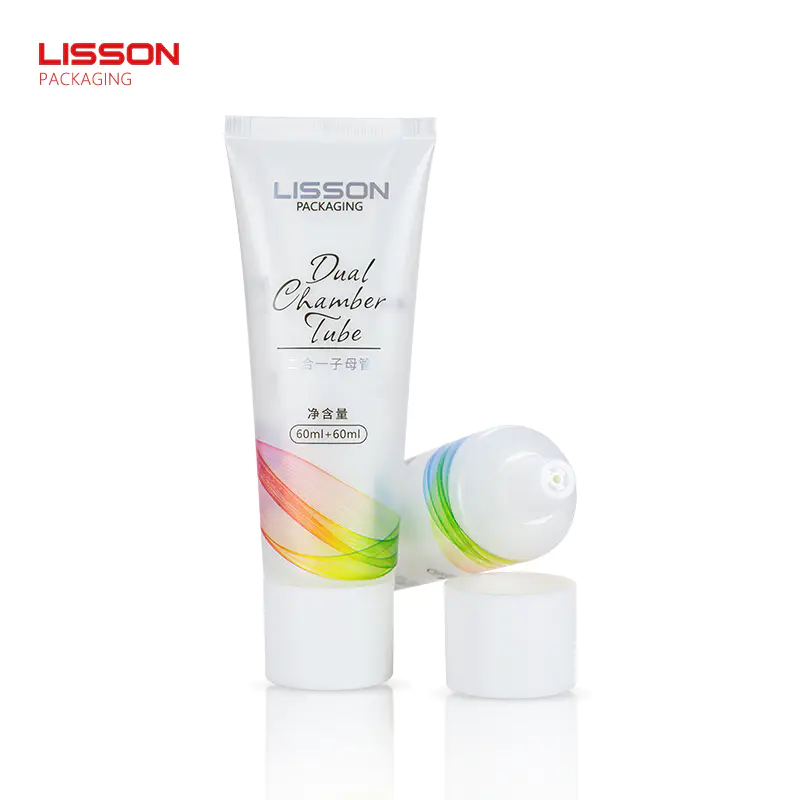 LISSON
PACKAGING
LISSON
PACKAGING
Dual
Chamber
Tube
二合一子母管
净含量
60ml+60ml